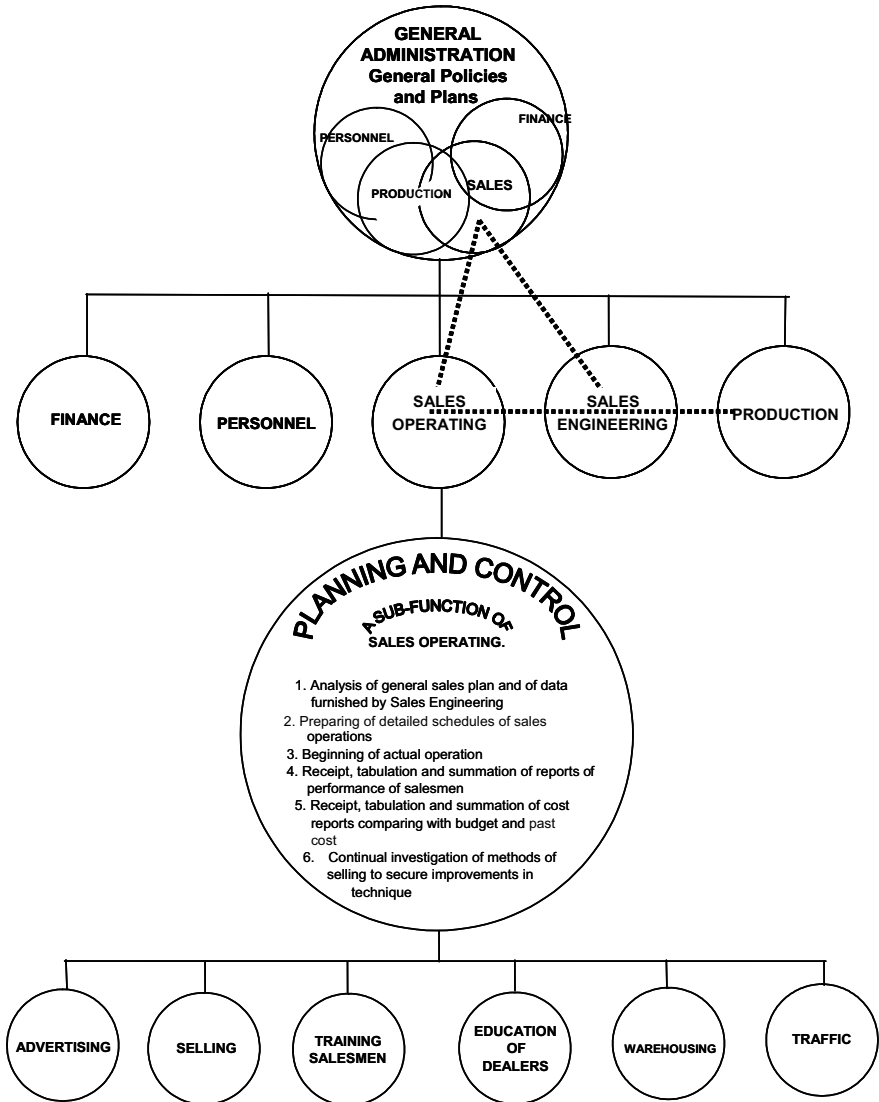 GENERAL
ADMINISTRATION
General Policies
and Plans
FINANCE
PERSONNEL
PRODUCTION
SALES
FINANCE
PERSONNEL
SALES
OPERATING
SALES
ENGINEERING
PRODUCTION
PLANNING AND CONTROL
A SUB-FUNCTION OF
SALES OPERATING.
1. Analysis of general sales plan and of data
furnished by Sales Engineering
2. Preparing of detailed schedules of sales
operations
3. Beginning of actual operation
4. Receipt, tabulation and summation of reports of
performance of salesmen
5. Receipt, tabulation and summation of cost
reports comparing with budget and past
cost
6. Continual investigation of methods of
selling to secure improvements in
technique
ADVERTISING
SELLING
TRAINING
SALESMEN
EDUCATION
OF
DEALERS
WAREHOUSING
TRAFFIC